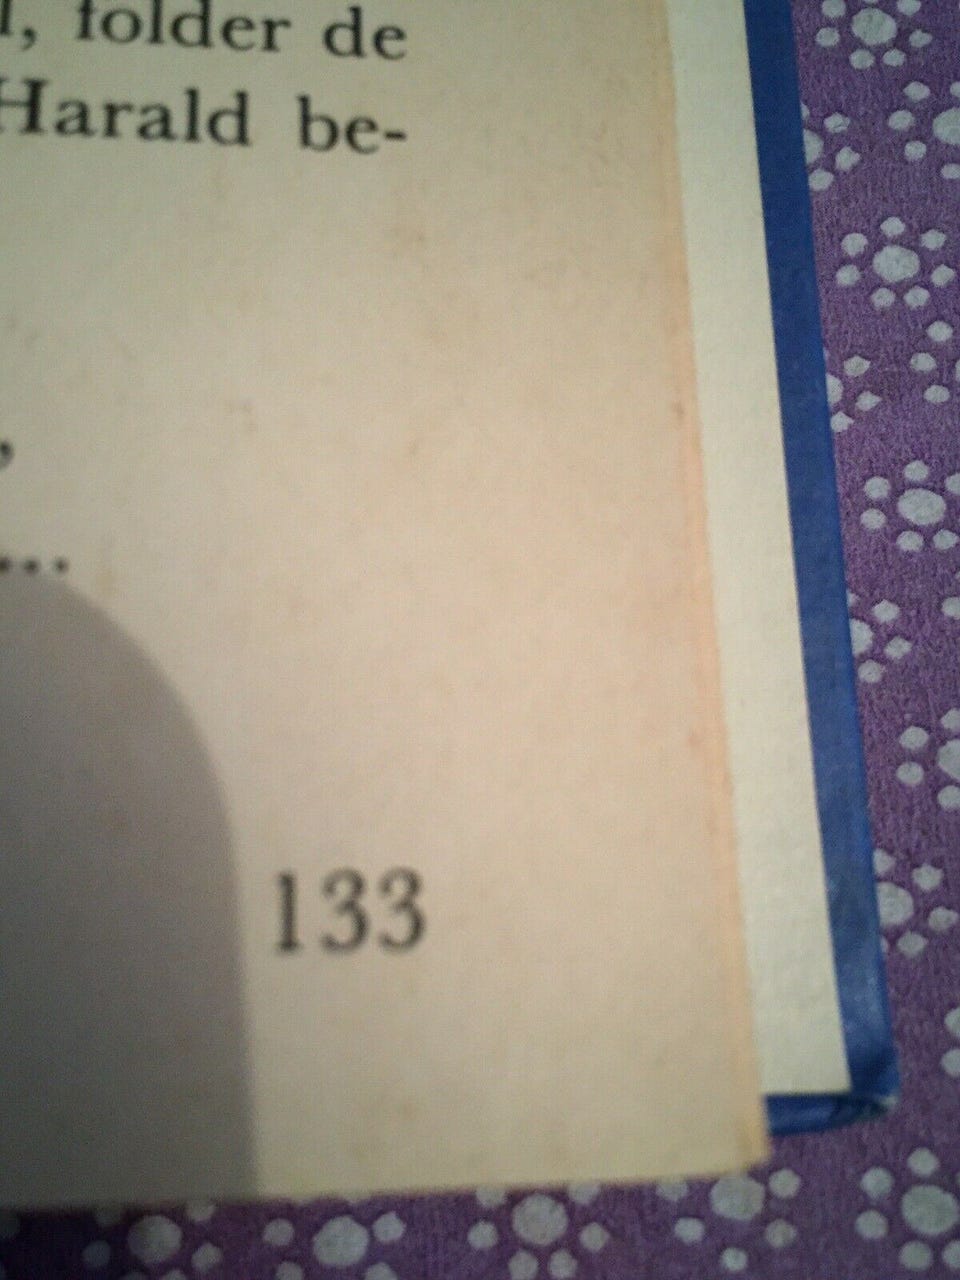 l, folder de
Harald be-
,
...
133